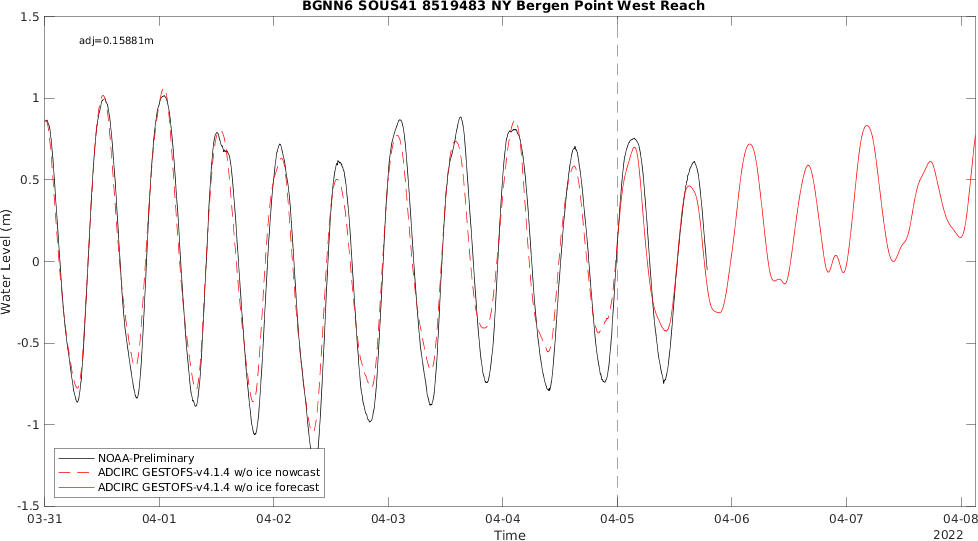 BGNN6 SOUS41 8519483 NY Bergen Point West Reach
adj=0.15881m
1.5
1
0.5
0
-0.5
-1
-1.5
Water Level (m)
NOAA-Preliminary
ADCIRC GESTOFS-v4.1.4 w/o ice nowcast
ADCIRC GESTOFS-v4.1.4 w/o ice forecast
03-31 04-01 04-02 04-03 04-04 04-05 04-06 04-07 04-08
2022
Time